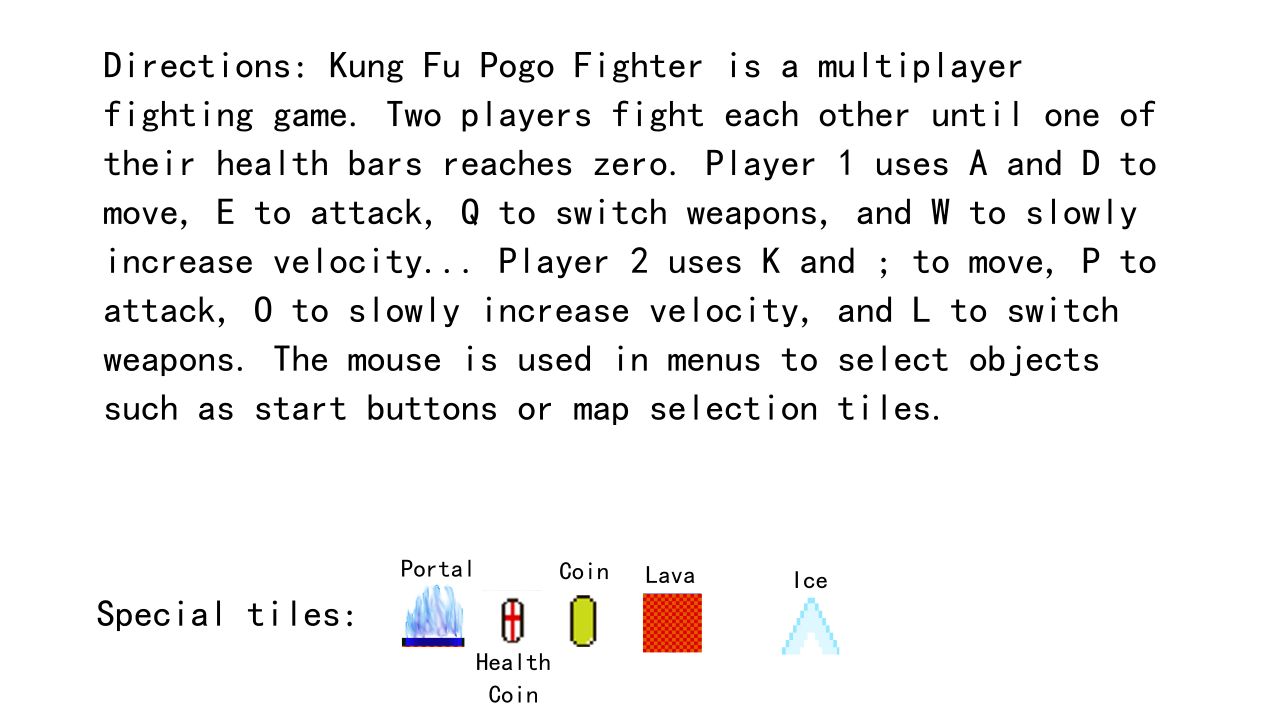 Directions: Kung Fu Pogo Fighter is a multiplayer
fighting game. Two players fight each other until one of
their health bars reaches zero. Player 1 uses A and D to
move, E to attack, Q to switch weapons, and W to slowly
increase velocity... Player 2 uses K and ; to move, P to
attack, O to slowly increase velocity, and L to switch
weapons. The mouse is used in menus to select objects
such as start buttons or map selection tiles.
Special tiles:
Portal
Health
Coin
Coin
Lava
Ice